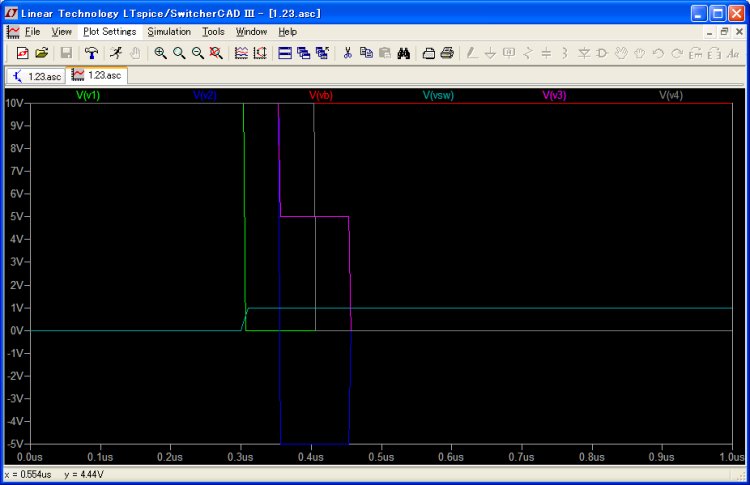 Linear Technology LTspice/SwitcherCAD III - [1.23.asc]
File View Plot Settings Simulation Tools Window Help
1.23.asc 1.23.asc
V(v1) V(v2) V(vb) V(vsw) V(v3) V(v4)
10V
9V
8V
7V
6V
5V
4V
3V
2V
1V
0V
-1V
-2V
-3V
-4V
-5V
0.0us 0.1us 0.2us 0.3us 0.4us 0.5us 0.6us 0.7us 0.8us 0.9us 1.0us
x = 0.554us y = 4.44V